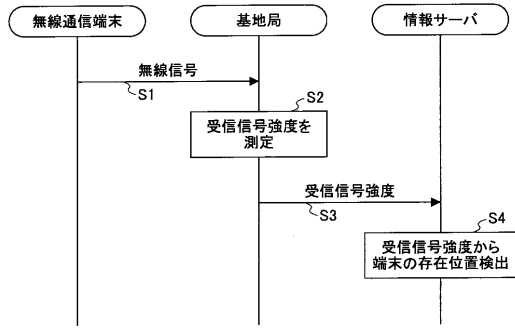 無線通信端末
基地局
情報サーバ
無線信号
S1
S2
受信信号強度を
測定
受信信号強度
S3
S4
受信信号強度から
端末の存在位置検出